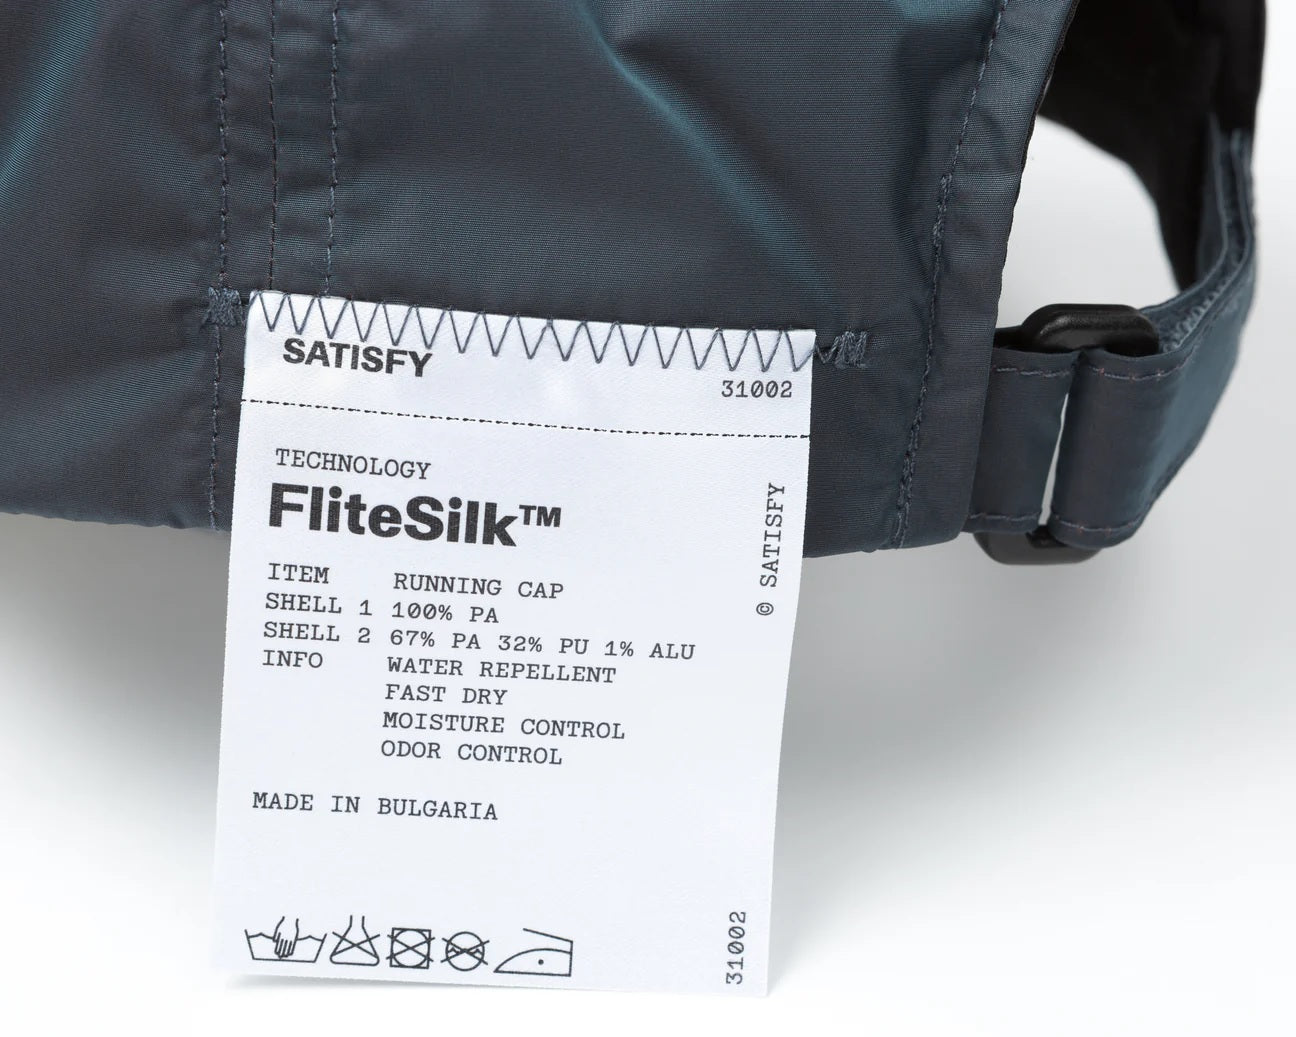 SATISFY
31002
TECHNOLOGY
FliteSilk™
© SATISFY
ITEM RUNNING CAP
SHELL 1 100% PA
SHELL 2 67% PA 32% PU 1% ALU
INFO WATER REPELLENT
FAST DRY
MOISTURE CONTROL
ODOR CONTROL
MADE IN BULGARIA
31002